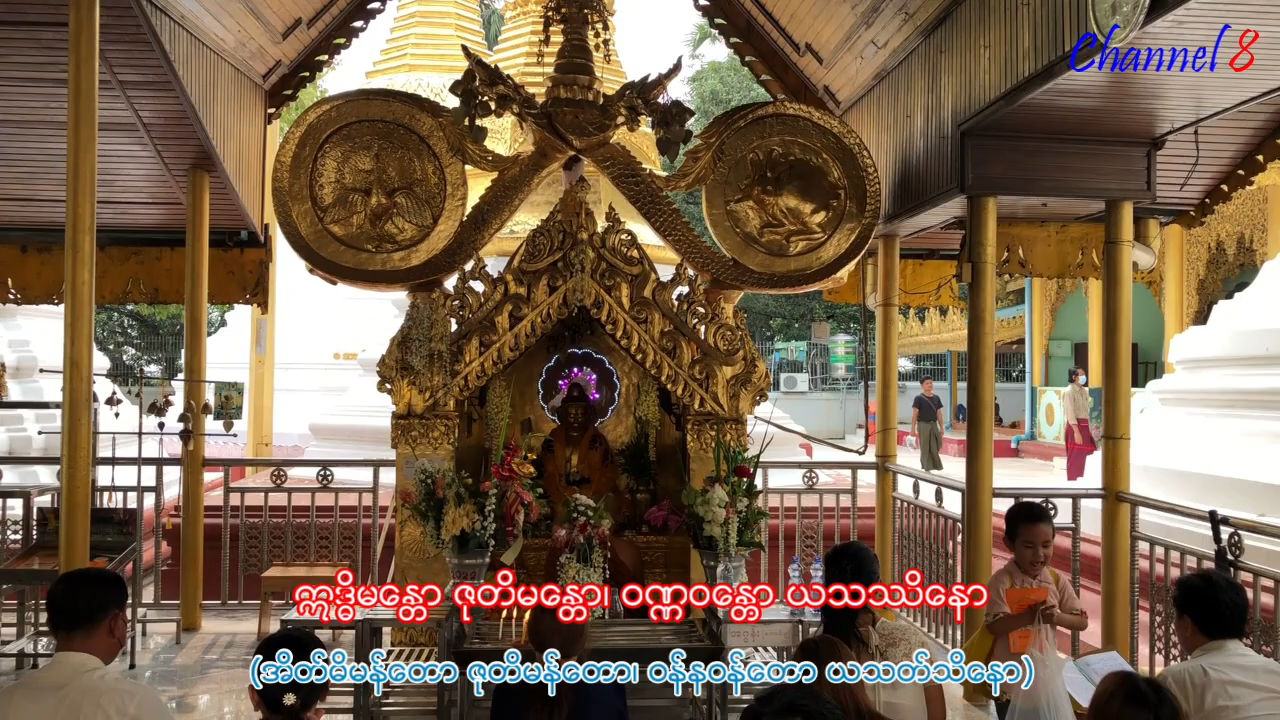 Channel 8
ဣဒ္ဓိမန္တော ဇုတိမန္တော၊ ဝဏ္ဏဝန္တော ယသဿိနော
(အိတ်ဓိမန်တော ဇုတိမန်တော၊ ဝန်နဝန်တော ယသတ်သိနော)